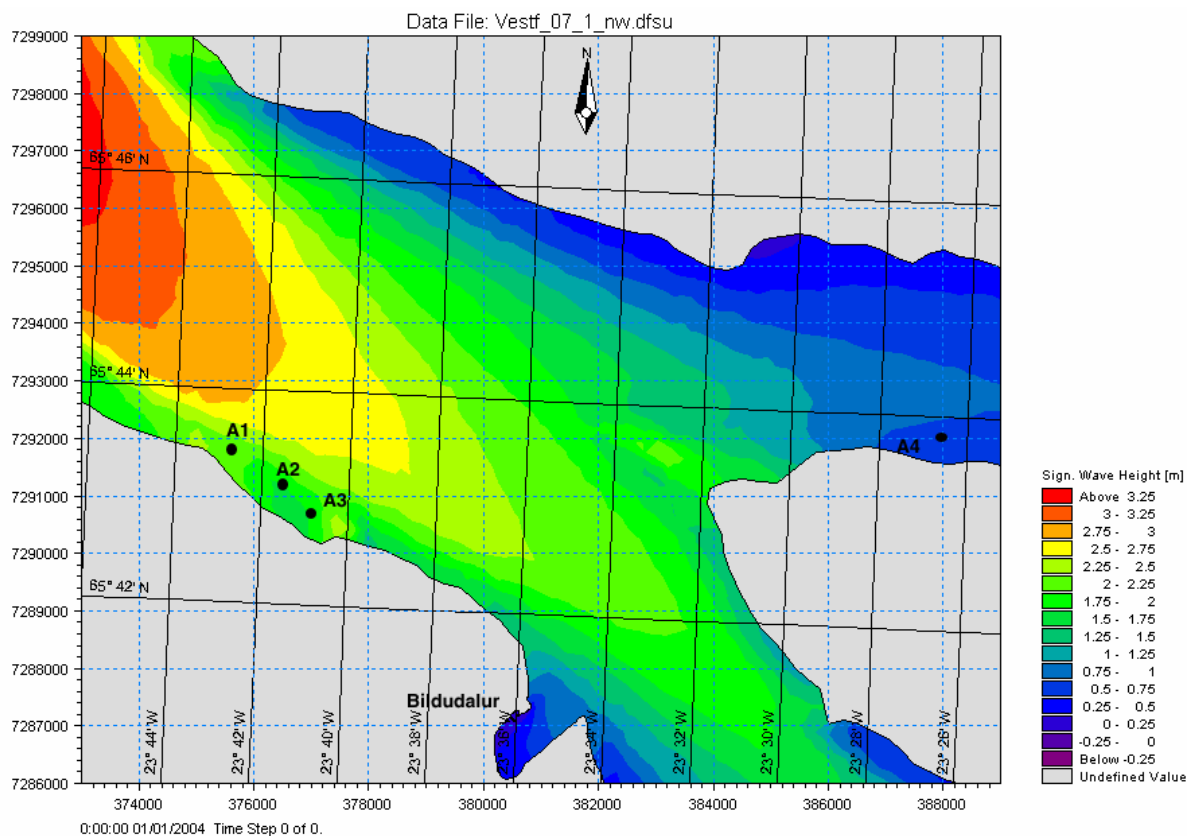 Data File: Vestf_07_1_nw.dfsu
7299000
7298000
7297000
7296000
7295000
7294000
7293000
7292000
7291000
7290000
7289000
7288000
7287000
7286000
N
65° 46' N
65° 44' N
65° 42' N
A1
A2
A3
A4
Bildudalur
23° 44' W
23° 42' W
23° 40' W
23° 38' W
23° 36' W
23° 34' W
23° 32' W
23° 30' W
23° 28' W
23° 26' W
374000 376000 378000 380000 382000 384000 386000 388000
0:00:00 01/01/2004 Time Step 0 of 0.
Sign. Wave Height [m]
Above 3.25
3 - 3.25
2.75 - 3
2.5 - 2.75
2.25 - 2.5
2 - 2.25
1.75 - 2
1.5 - 1.75
1.25 - 1.5
1 - 1.25
0.75 - 1
0.5 - 0.75
0.25 - 0.5
0 - 0.25
-0.25 - 0
Below -0.25
Undefined Value